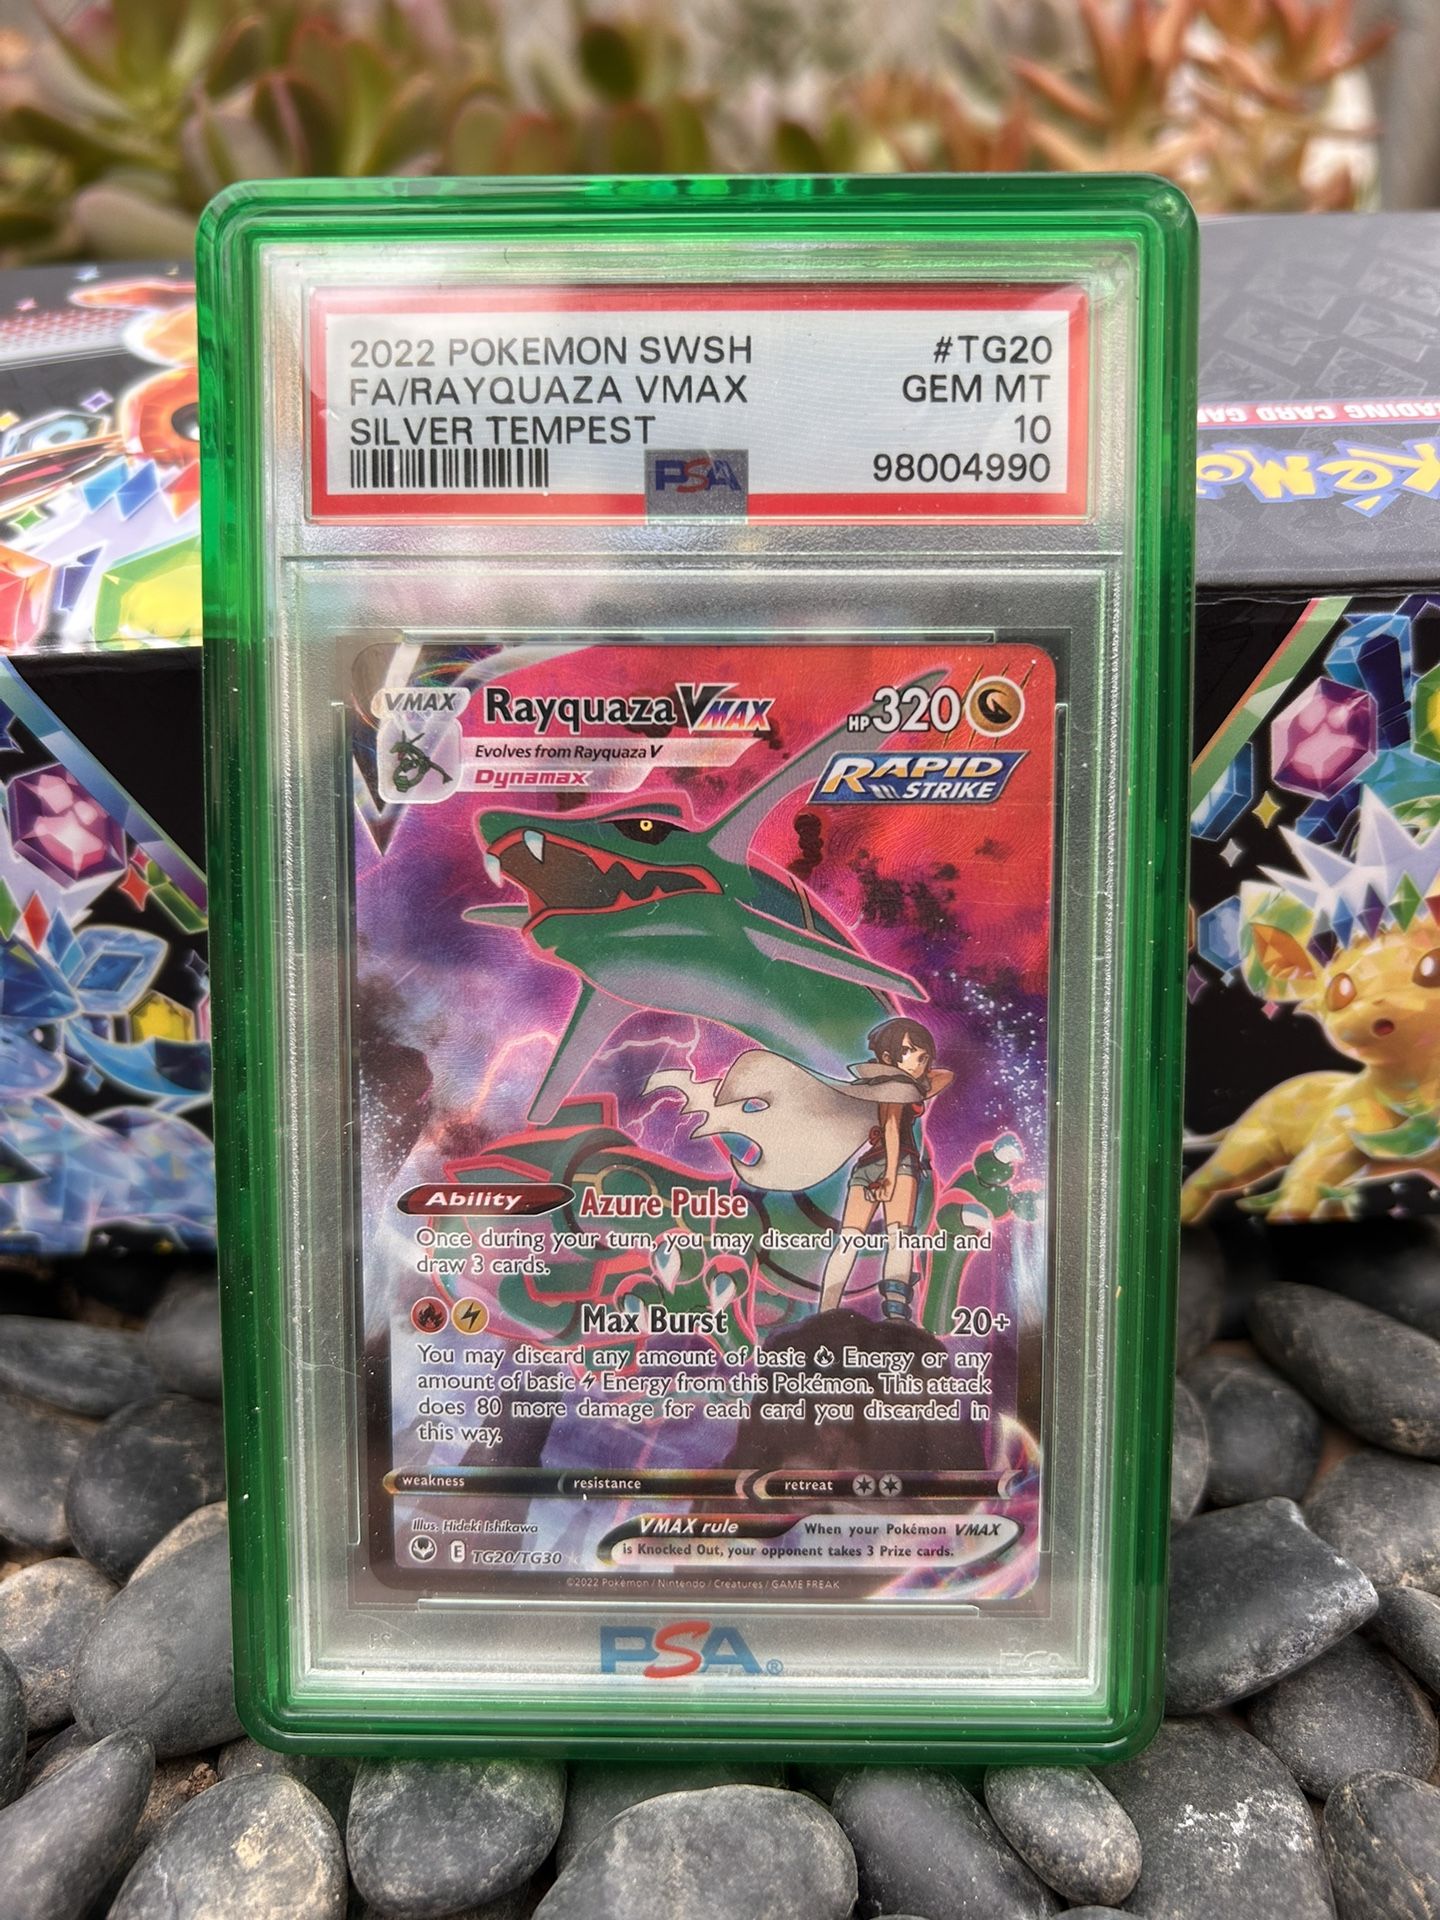 2022 POKEMON SWSH #TG20
FA/RAYQUAZA VMAX GEM MT
SILVER TEMPEST 10
PSA 98004990
VMAX Rayquaza VMAX HP 320
Evolves from Rayquaza V
Dynamax
RAPID
STRIKE
Ability Azure Pulse
Once during your turn, you may discard your hand and
draw 3 cards.
Max Burst 20+
You may discard any amount of basic Energy or any
amount of basic Energy from this Pokémon. This attack
does 80 more damage for each card you discarded in
this way.
weakness resistance retreat
Illus. Hideki Ishikawa
VMAX rule When your Pokémon VMAX
is Knocked Out, your opponent takes 3 Prize cards.
E TG20/TG30
©2022 Pokémon / Nintendo / Creatures / GAME FREAK
PSA®